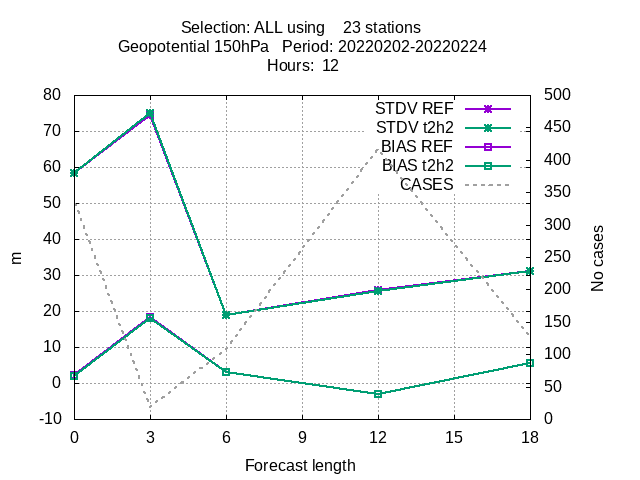 Selection: ALL using    23 stations
Geopotential 150hPa   Period: 20220202-20220224
Hours:  12
80
70
60
50
40
30
20
10
0
-10
m
500
450
400
350
300
250
200
150
100
50
0
No cases
STDV REF
STDV t2h2
BIAS REF
BIAS t2h2
CASES
0 3 6 9 12 15 18
Forecast length